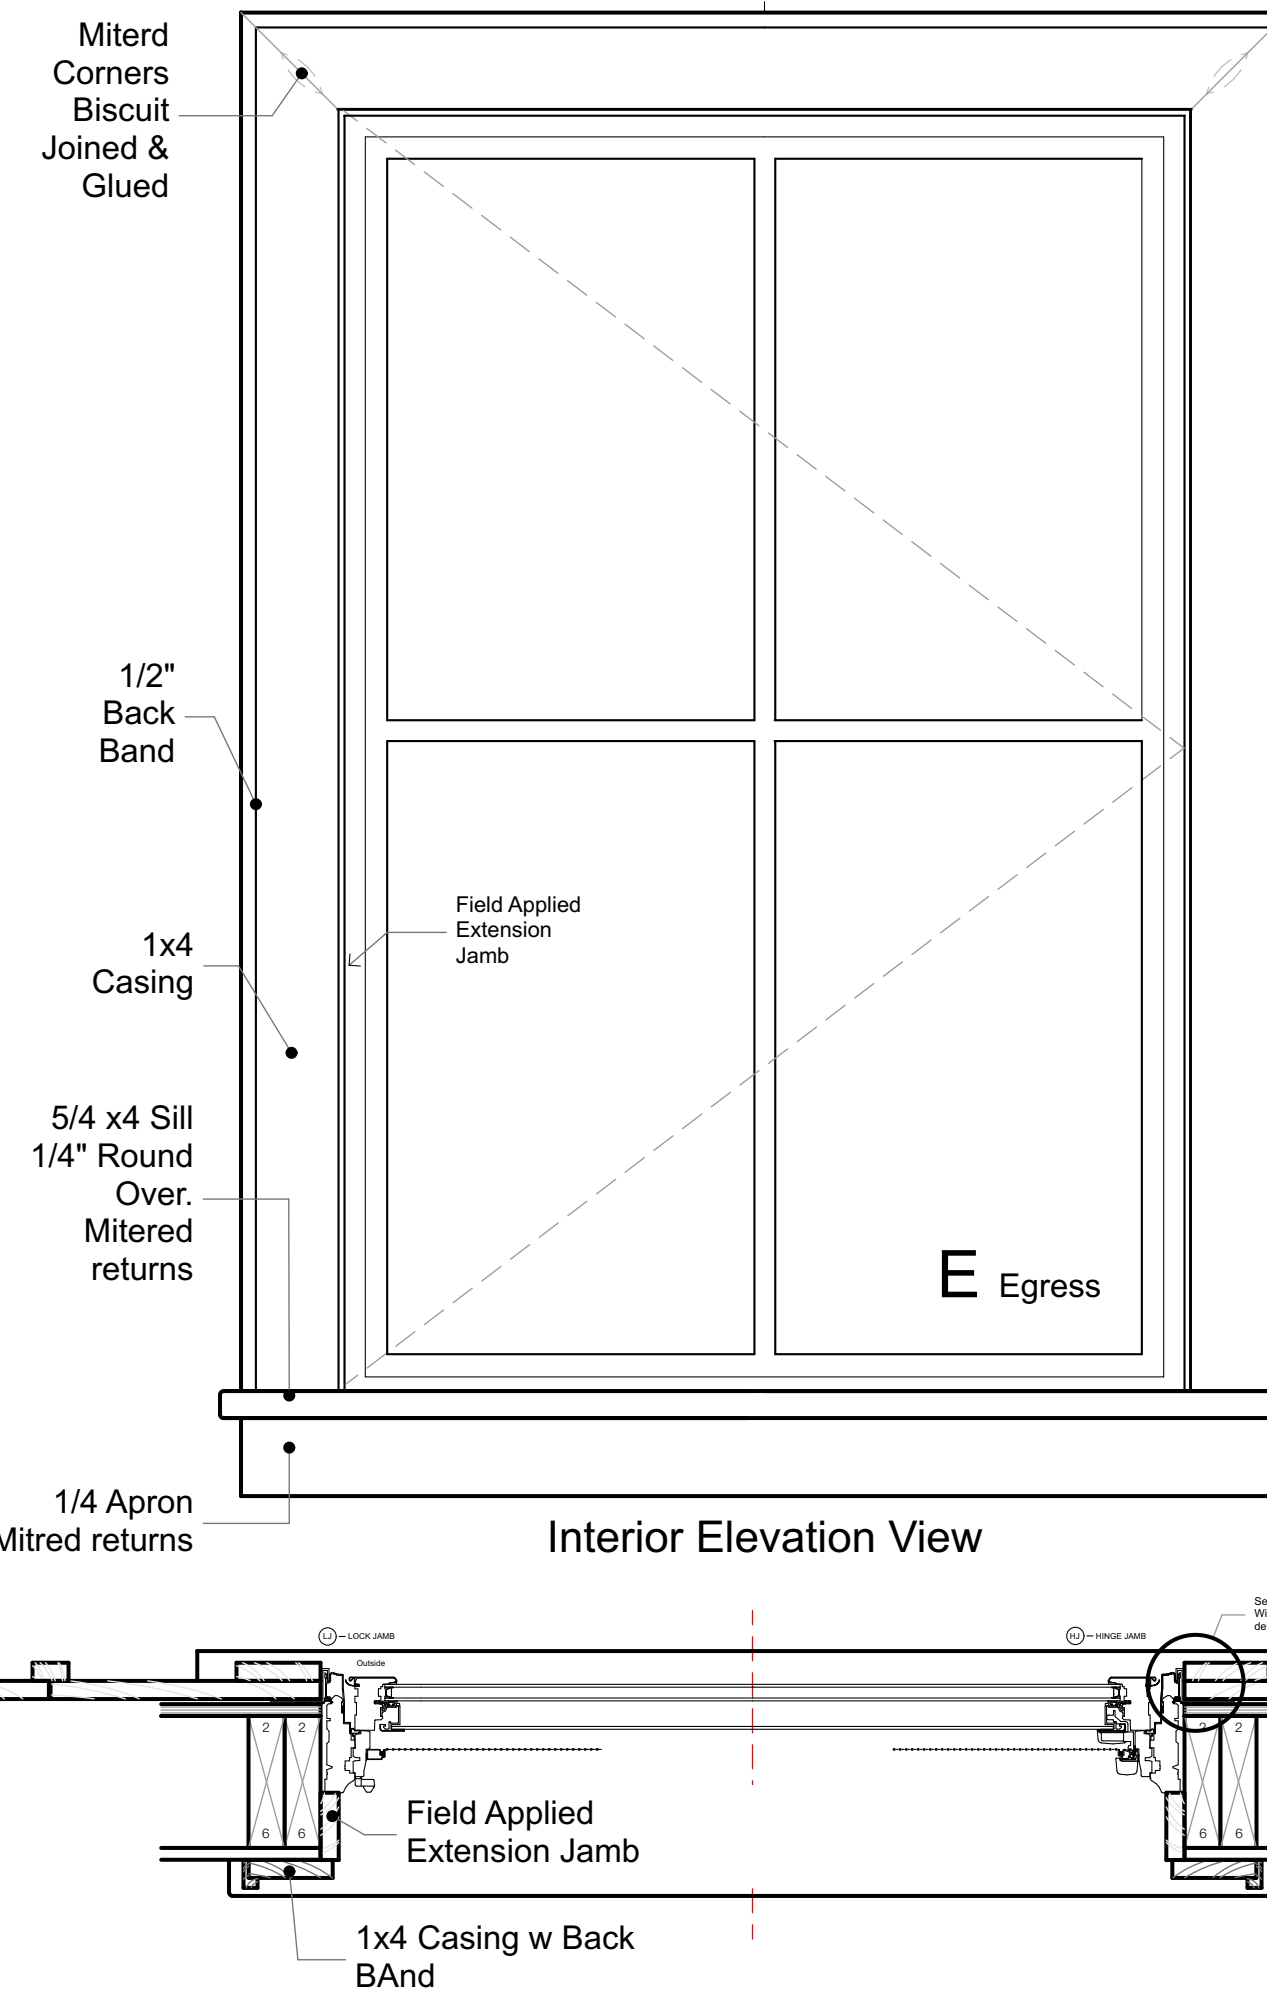 Miterd
Corners
Biscuit
Joined &
Glued
1/2"
Back
Band
Field Applied
Extension
Jamb
1x4
Casing
5/4 x4 Sill
1/4" Round
Over.
Mitered
returns
E Egress
1/4 Apron
Mitred returns
Interior Elevation View
LJ LOCK JAMB
HJ HINGE JAMB
Se
Wi
de
Outside
2 2 2 2
6 6 6 6
Field Applied
Extension Jamb
1x4 Casing w Back
BAnd